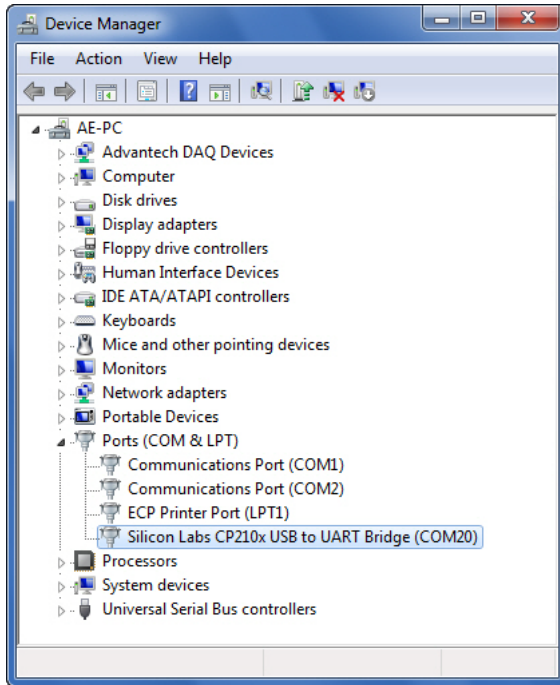 Device Manager
File Action View Help
AE-PC
Advantech DAQ Devices
Computer
Disk drives
Display adapters
Floppy drive controllers
Human Interface Devices
IDE ATA/ATAPI controllers
Keyboards
Mice and other pointing devices
Monitors
Network adapters
Portable Devices
Ports (COM & LPT)
Communications Port (COM1)
Communications Port (COM2)
ECP Printer Port (LPT1)
Silicon Labs CP210x USB to UART Bridge (COM20)
Processors
System devices
Universal Serial Bus controllers